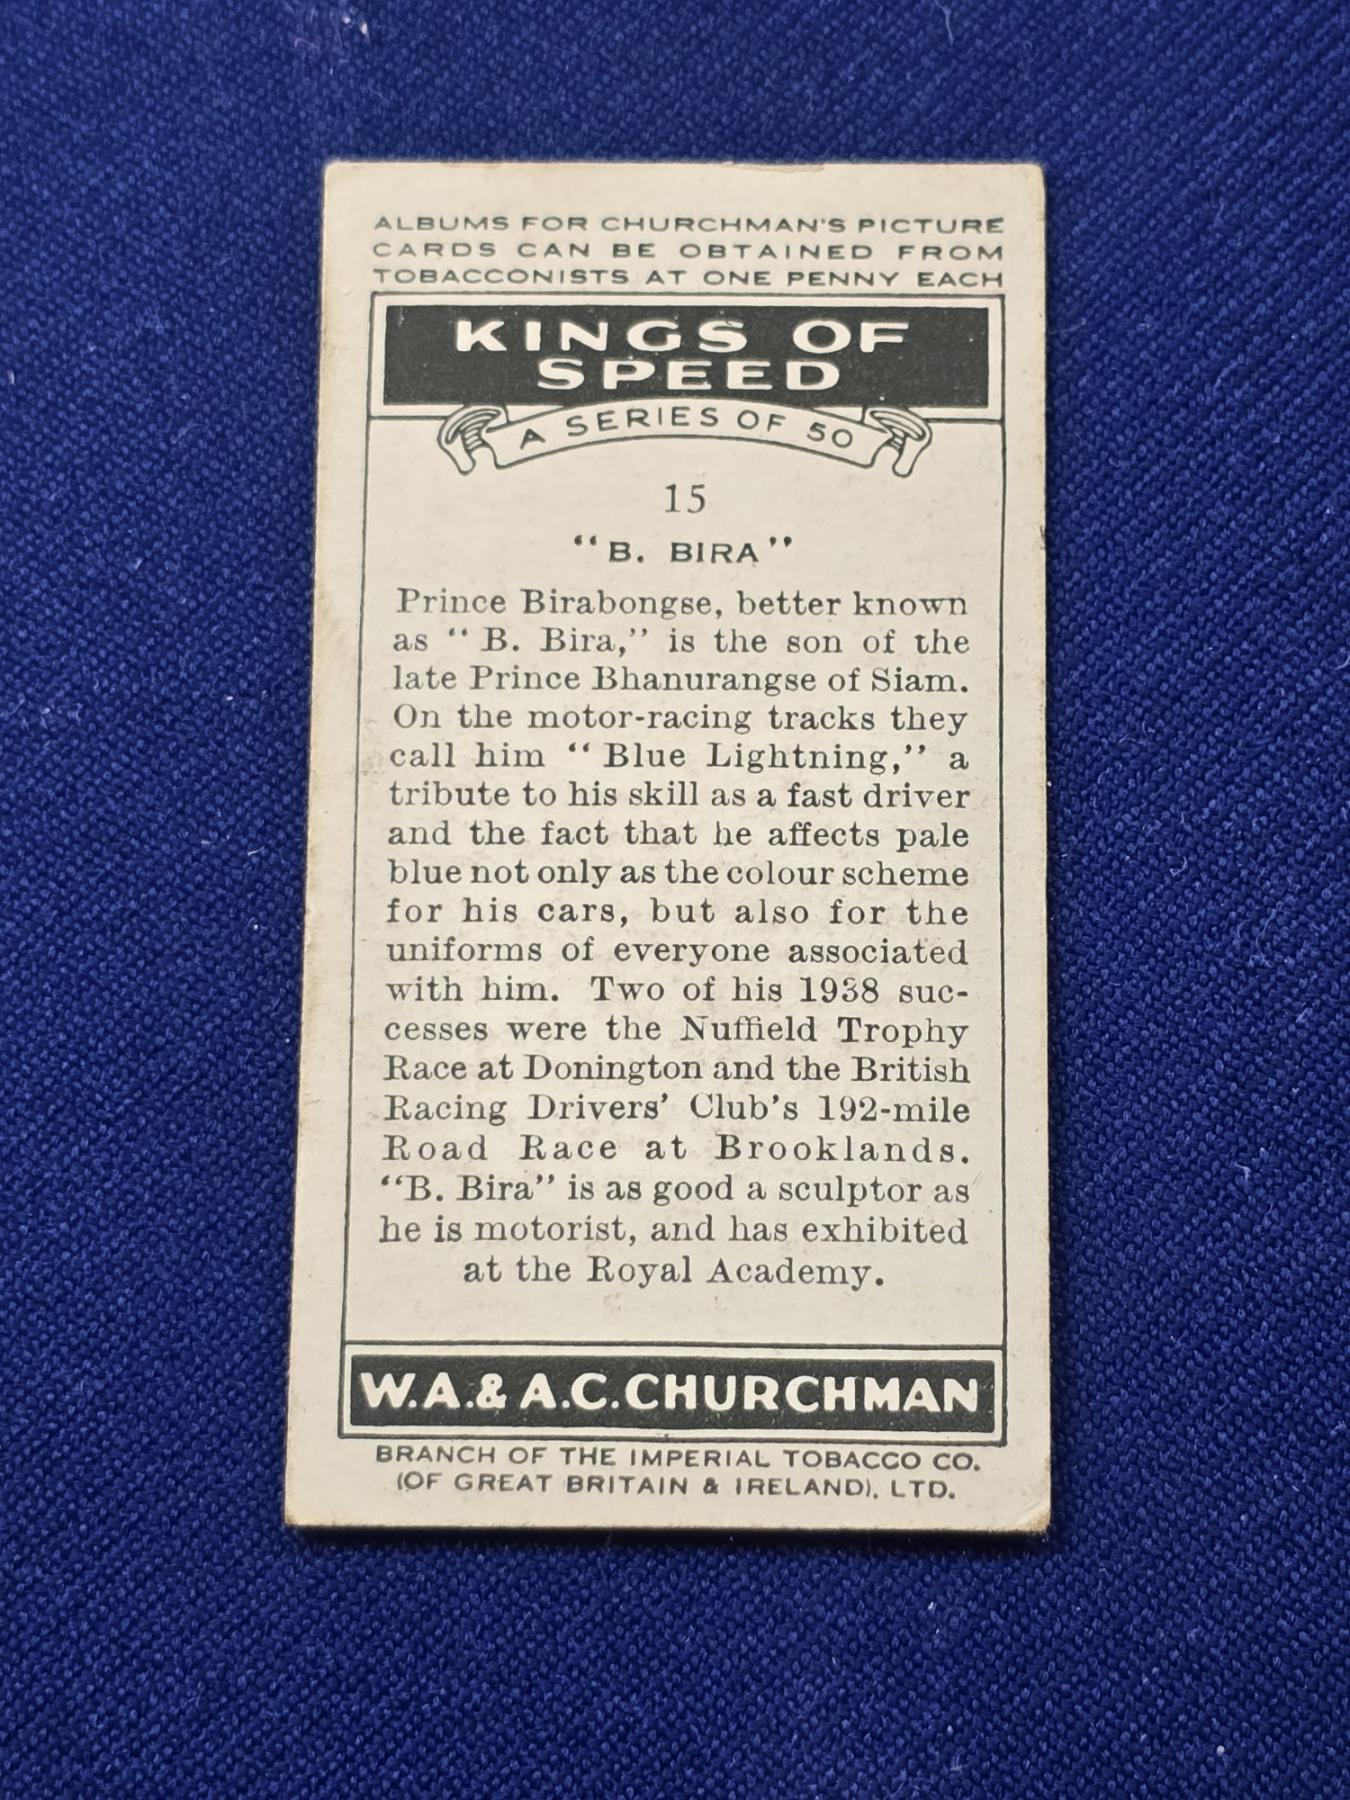 ALBUMS FOR CHURCHMAN'S PICTURE
CARDS CAN BE OBTAINED FROM
TOBACCONISTS AT ONE PENNY EACH
KINGS OF
SPEED
A SERIES OF 50
15
"B. BIRA"
Prince Birabongse, better known
as "B. Bira," is the son of the
late Prince Bhanurangse of Siam.
On the motor-racing tracks they
call him "Blue Lightning," a
tribute to his skill as a fast driver
and the fact that he affects pale
blue not only as the colour scheme
for his cars, but also for the
uniforms of everyone associated
with him. Two of his 1938 suc-
cesses were the Nuffield Trophy
Race at Donington and the British
Racing Drivers' Club's 192-mile
Road Race at Brooklands.
"B. Bira" is as good a sculptor as
he is motorist, and has exhibited
at the Royal Academy.
W.A.& A.C.CHURCHMAN
BRANCH OF THE IMPERIAL TOBACCO CO.
(OF GREAT BRITAIN & IRELAND), LTD.